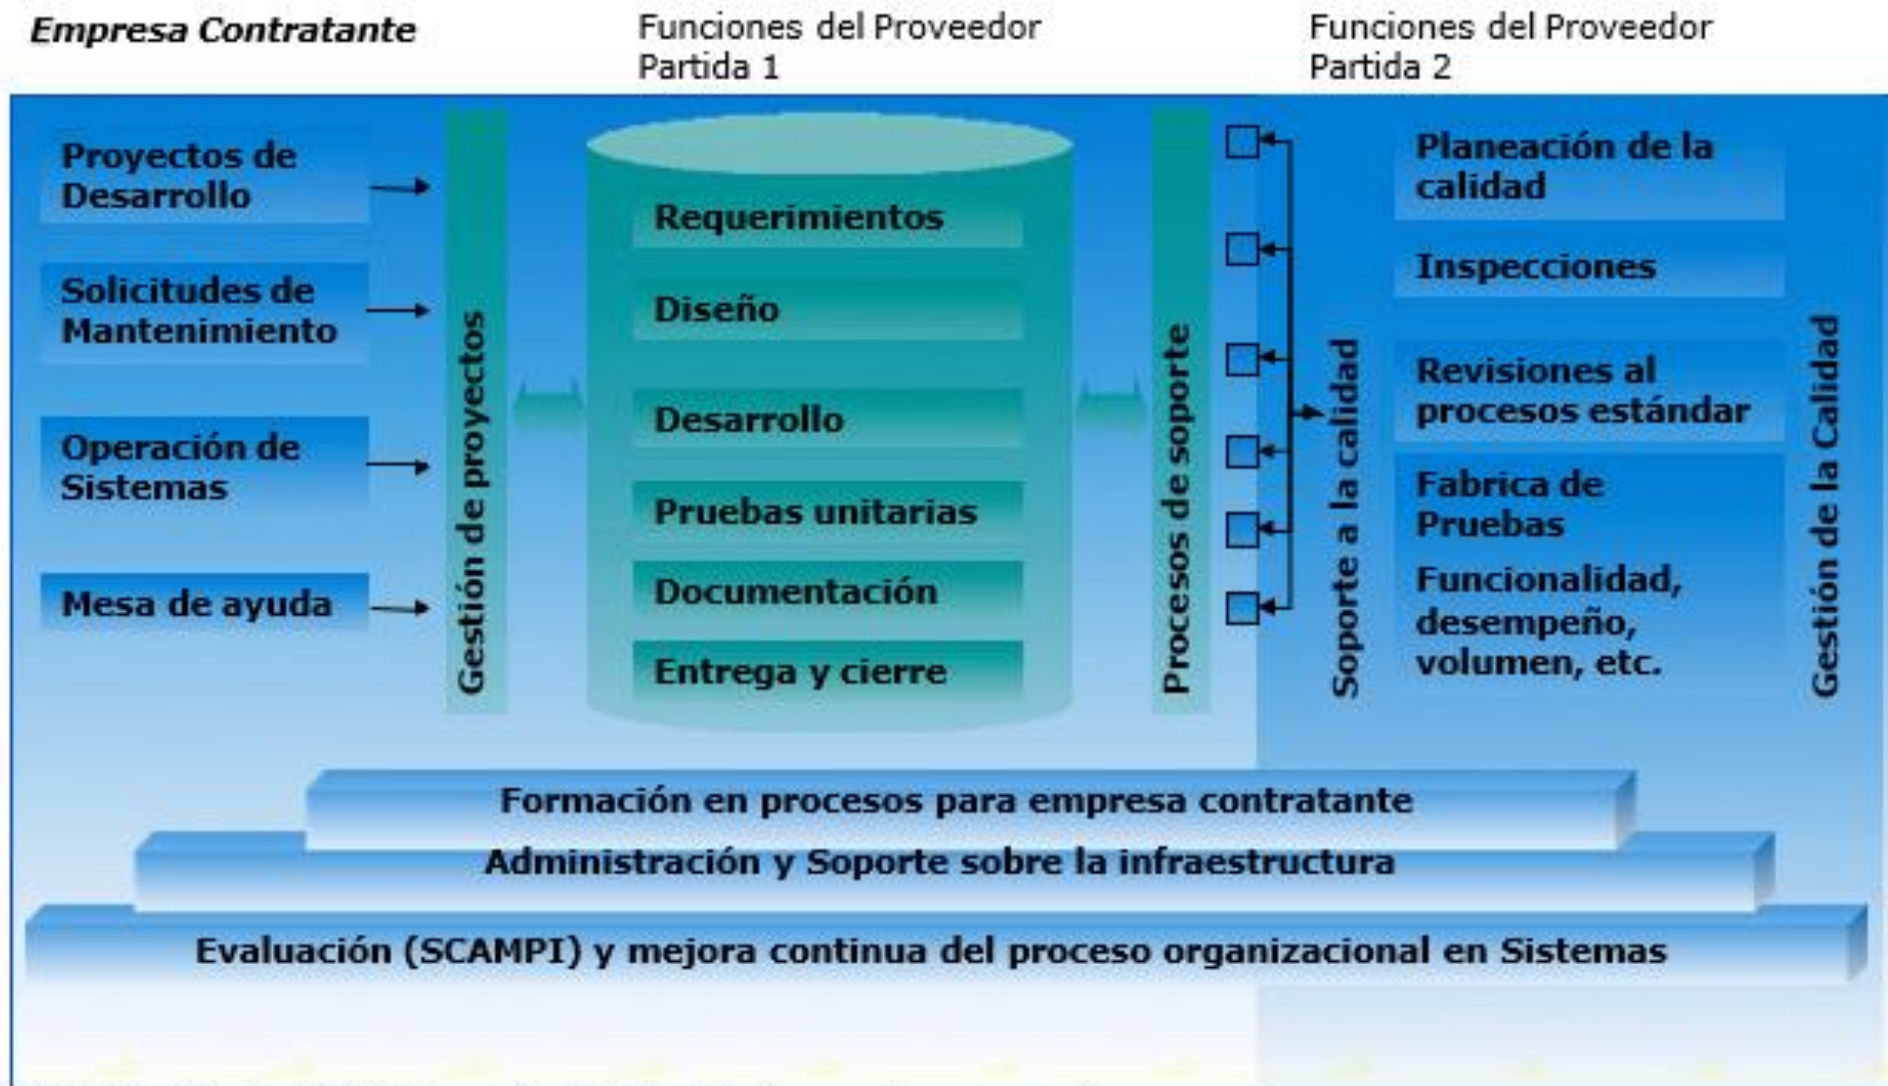 Empresa Contratante
Funciones del Proveedor
Partida 1
Funciones del Proveedor
Partida 2
Proyectos de
Desarrollo
Solicitudes de
Mantenimiento
Operación de
Sistemas
Mesa de ayuda
Gestión de proyectos
Requerimientos
Diseño
Desarrollo
Pruebas unitarias
Documentación
Entrega y cierre
Procesos de soporte
Soporte a la calidad
Planeación de la
calidad
Inspecciones
Revisiones al
procesos estándar
Fabrica de
Pruebas
Funcionalidad,
desempeño,
volumen, etc.
Gestión de la Calidad
Formación en procesos para empresa contratante
Administración y Soporte sobre la infraestructura
Evaluación (SCAMPI) y mejora continua del proceso organizacional en Sistemas